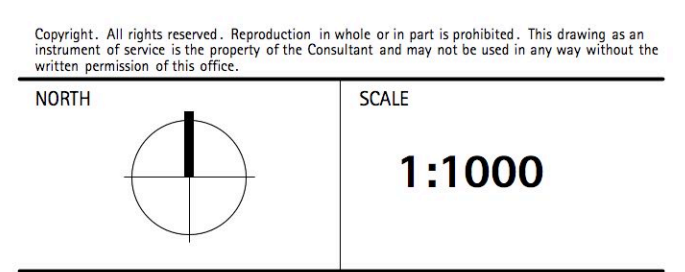 Copyright. All rights reserved. Reproduction in whole or in part is prohibited. This drawing as an
instrument of service is the property of the Consultant and may not be used in any way without the
written permission of this office.
NORTH
SCALE
1:1000